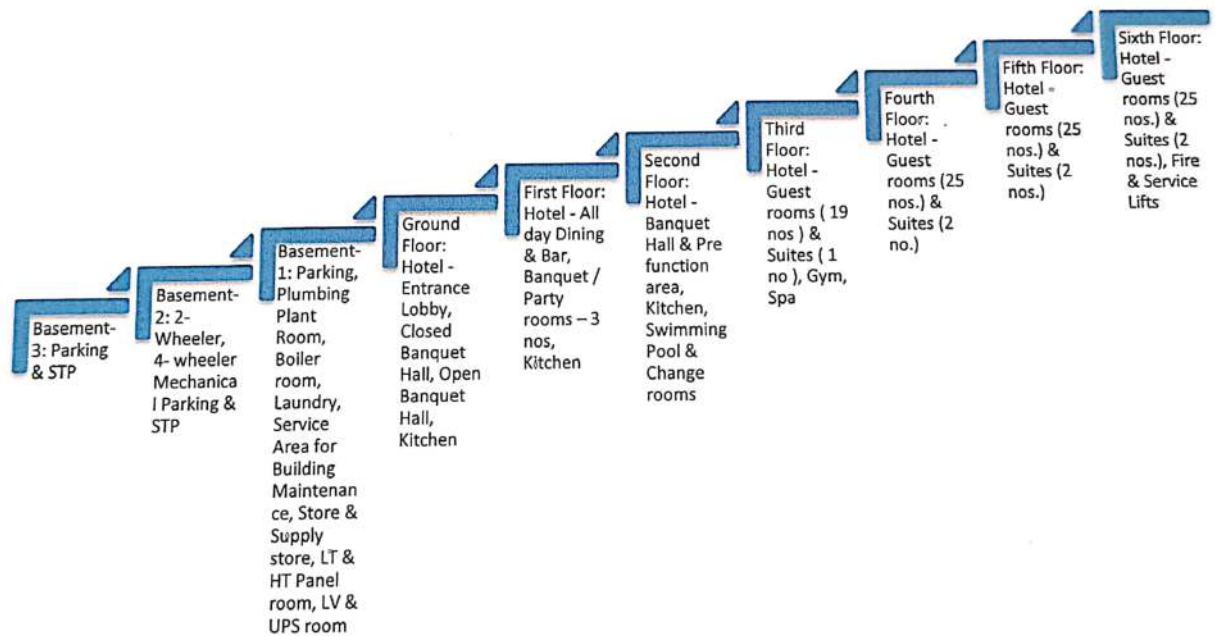 Basement-
3: Parking
& STP
Basement-
2: 2-
Wheeler,
4- wheeler
Mechanica
l Parking &
STP
Basement-
1: Parking,
Plumbing
Plant
Room,
Boiler
room,
Laundry,
Service
Area for
Building
Maintenan
ce, Store &
Supply
store, LT &
HT Panel
room, LV &
UPS room
Ground
Floor:
Hotel -
Entrance
Lobby,
Closed
Banquet
Hall, Open
Banquet
Hall,
Kitchen
First Floor:
Hotel - All
day Dining
& Bar,
Banquet /
Party
rooms – 3
nos,
Kitchen
Second
Floor:
Hotel -
Banquet
Hall & Pre
function
area,
Kitchen,
Swimming
Pool &
Change
rooms
Third
Floor:
Hotel -
Guest
rooms ( 19
nos ) &
Suites ( 1
no ), Gym,
Spa
Fourth
Floor:
Hotel -
Guest
rooms (25
nos.) &
Suites (2
no.)
Fifth Floor:
Hotel -
Guest
rooms (25
nos.) &
Suites (2
nos.)
Sixth Floor:
Hotel -
Guest
rooms (25
nos.) &
Suites (2
nos.), Fire
& Service
Lifts